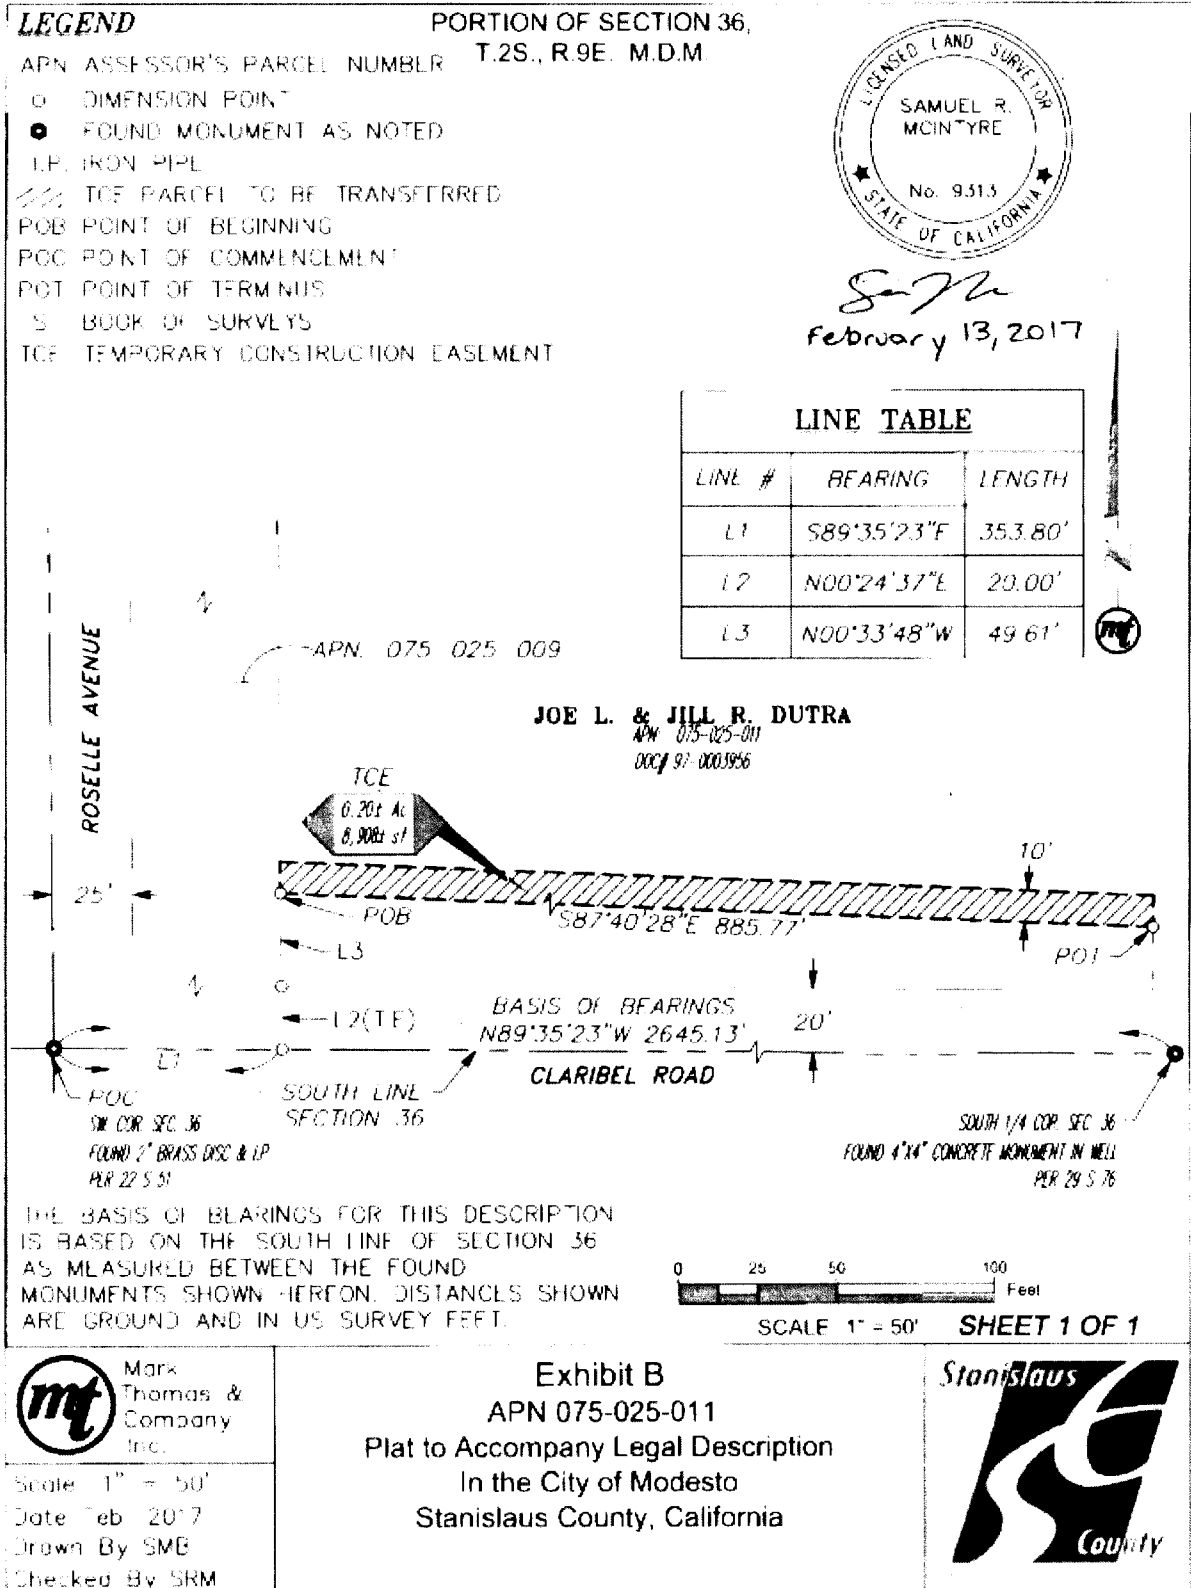 LEGEND
APN ASSESSOR'S PARCEL NUMBER
DIMENSION POINT
FOUND MONUMENT AS NOTED
I.P. IRON PIPE
TCE PARCEL TO BE TRANSFERRED
POB POINT OF BEGINNING
POC POINT OF COMMENCEMENT
POT POINT OF TERMINUS
S BOOK OF SURVEYS
TCE TEMPORARY CONSTRUCTION EASEMENT
PORTION OF SECTION 36,
T.2S., R.9E. M.D.M.
LICENSED LAND SURVEYOR
SAMUEL R.
MCINTYRE
No. 9313
STATE OF CALIFORNIA
February 13, 2017
LINE TABLE
LINE # BEARING LENGTH
L1 S89°35'23"E 353.80'
L2 N00°24'37"E 20.00'
L3 N00°33'48"W 49.61'
mt
ROSELLE AVENUE
APN. 075 025 009
JOE L. & JILL R. DUTRA
APN 075-025-011
DOC# 97-0003956
TCE
0.20± Ac
8,908± sf
10'
25'
POB
S87°40'28"E 885.77'
POT
L3
BASIS OF BEARINGS
N89°35'23"W 2645.13'
20'
L2(TIE)
L1
CLARIBEL ROAD
POC
SW COR SEC. 36
FOUND 2" BRASS DISC & I.P
PER 22 S 51
SOUTH LINE
SECTION 36
SOUTH 1/4 COR SEC 36
FOUND 4"X4" CONCRETE MONUMENT IN WELL
PER 29 S 76
THE BASIS OF BEARINGS FOR THIS DESCRIPTION
IS BASED ON THE SOUTH LINE OF SECTION 36
AS MEASURED BETWEEN THE FOUND
MONUMENTS SHOWN HEREON. DISTANCES SHOWN
ARE GROUND AND IN US SURVEY FEET.
0 25 50 100
Feet
SCALE 1" = 50' SHEET 1 OF 1
mt
Mark
Thomas &
Company
Inc.
Scale 1" = 50'
Date Feb 2017
Drawn By SMB
Checked By SRM
Exhibit B
APN 075-025-011
Plat to Accompany Legal Description
In the City of Modesto
Stanislaus County, California
Stanislaus
County